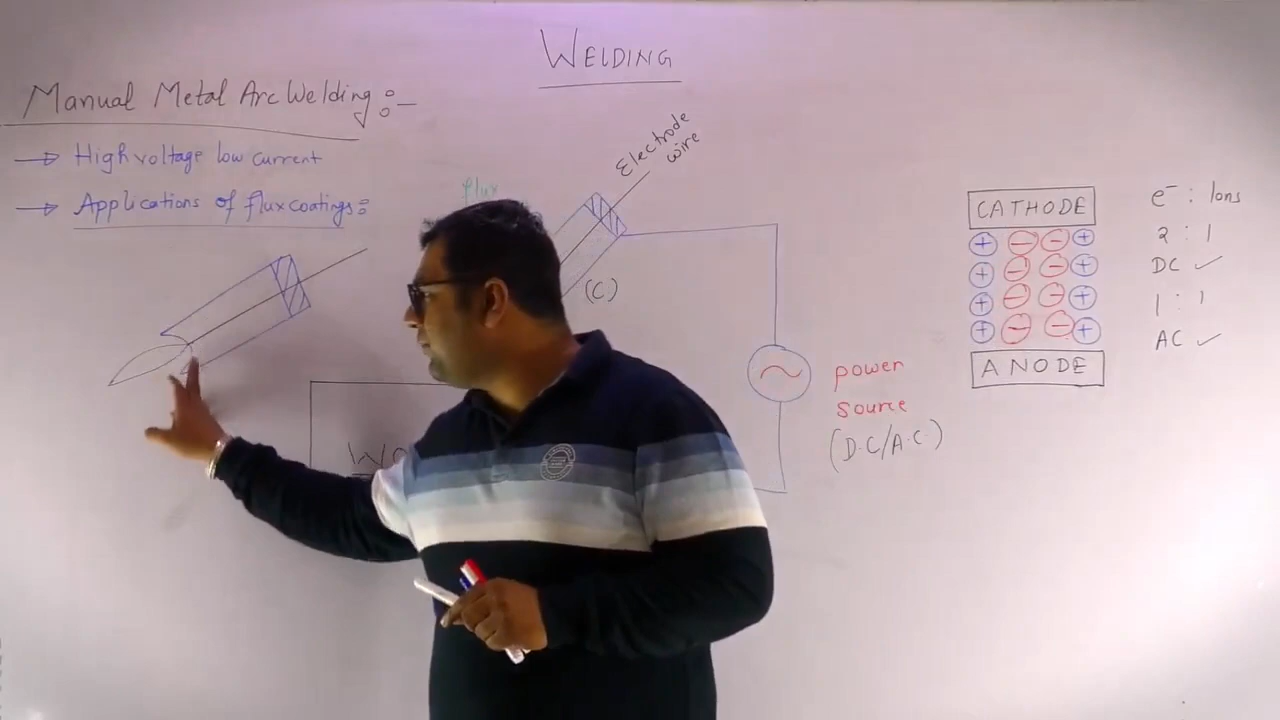 WELDING
Manual Metal Arc Welding :-
→ High voltage low current
→ Applications of flux coatings :
flux
Electrode
wire
(C)
WO
power
source
(D.C/A.C.)
CATHODE
+ − − +
+ − − +
+ − − +
+ − − +
ANODE
e⁻ : Ions
2 : 1
DC ✓
1 : 1
AC ✓